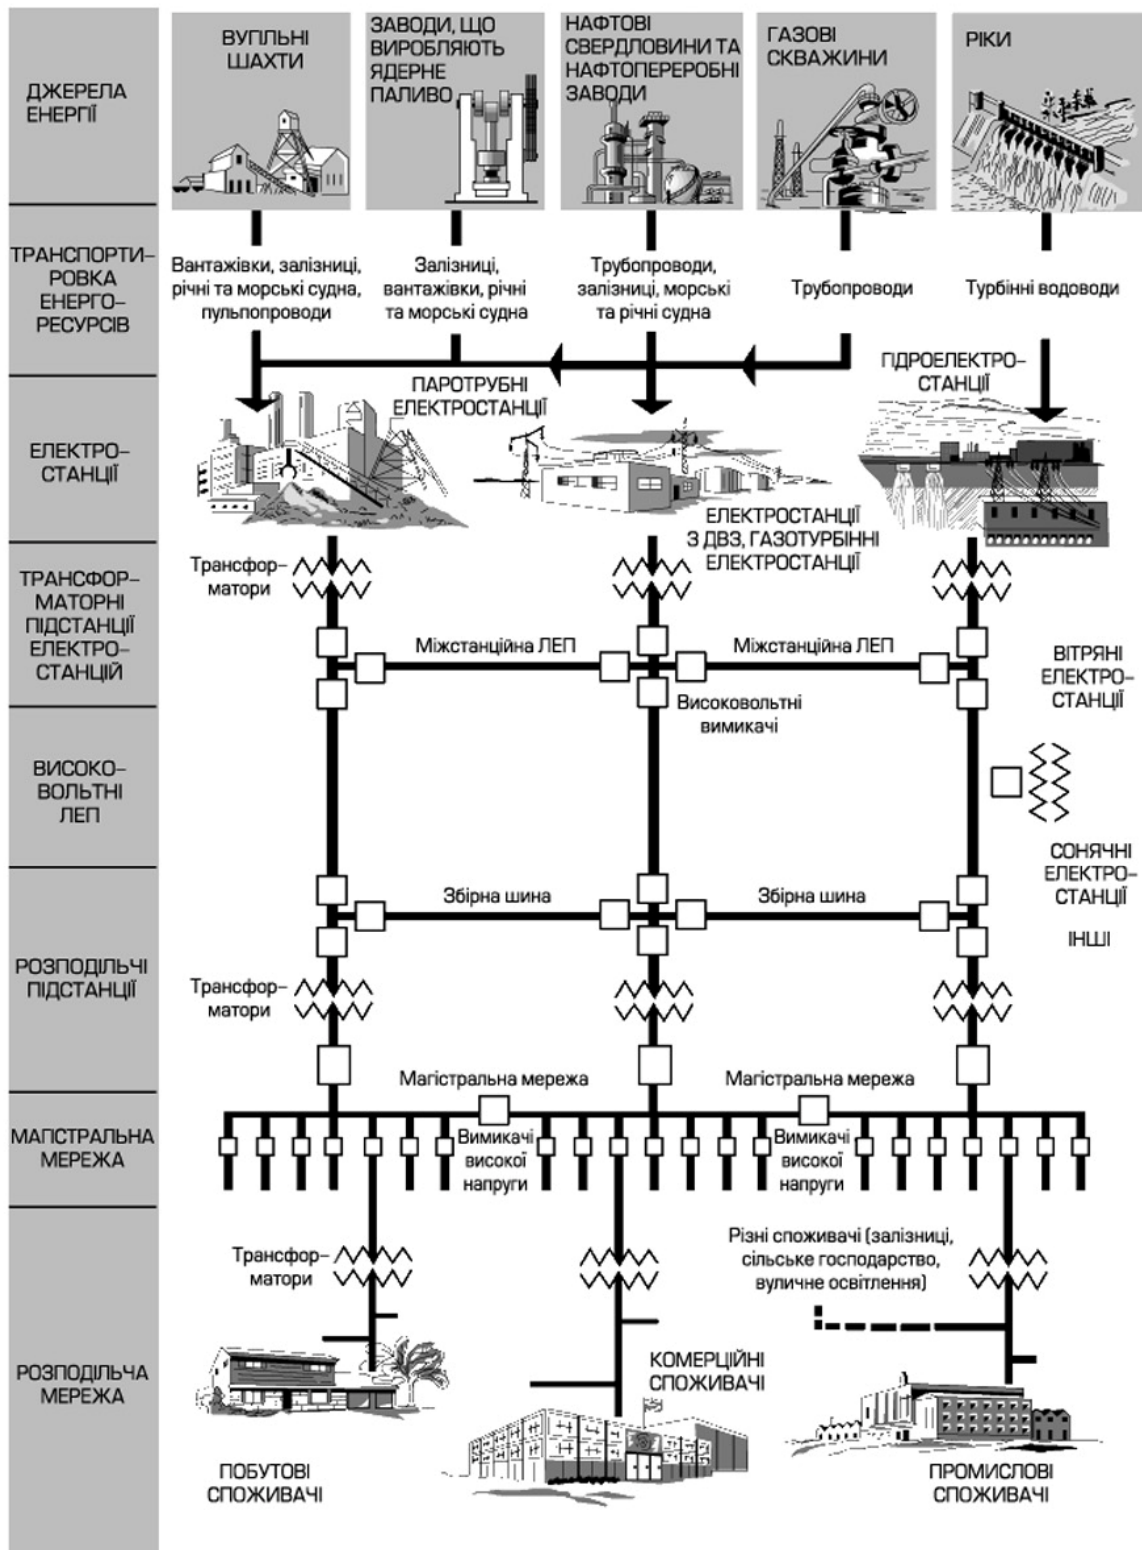 ДЖЕРЕЛА
ЕНЕРГІЇ
ВУГІЛЬНІ
ШАХТИ
ЗАВОДИ, ЩО
ВИРОБЛЯЮТЬ
ЯДЕРНЕ
ПАЛИВО
НАФТОВІ
СВЕРДЛОВИНИ ТА
НАФТОПЕРЕРОБНІ
ЗАВОДИ
ГАЗОВІ
СКВАЖИНИ
РІКИ
ТРАНСПОРТИ–
РОВКА
ЕНЕРГО–
РЕСУРСІВ
Вантажівки, залізниці,
річні та морські судна,
пульпопроводи
Залізниці,
вантажівки, річні
та морські судна
Трубопроводи,
залізниці, морські
та річні судна
Трубопроводи
Турбінні водоводи
ЕЛЕКТРО–
СТАНЦІЇ
ПАРОТРУБНІ
ЕЛЕКТРОСТАНЦІЇ
ЕЛЕКТРОСТАНЦІЇ
З ДВЗ, ГАЗОТУРБІННІ
ЕЛЕКТРОСТАНЦІЇ
ГІДРОЕЛЕКТРО–
СТАНЦІЇ
ТРАНСФОР–
МАТОРНІ
ПІДСТАНЦІЇ
ЕЛЕКТРО–
СТАНЦІЙ
Трансфор–
матори
Міжстанційна ЛЕП
Міжстанційна ЛЕП
Високовольтні
вимикачі
ВІТРЯНІ
ЕЛЕКТРО–
СТАНЦІЇ
ВИСОКО–
ВОЛЬТНІ
ЛЕП
СОНЯЧНІ
ЕЛЕКТРО–
СТАНЦІЇ
ІНШІ
РОЗПОДІЛЬЧІ
ПІДСТАНЦІЇ
Збірна шина
Збірна шина
Трансфор–
матори
МАГІСТРАЛЬНА
МЕРЕЖА
Магістральна мережа
Магістральна мережа
Вимикачі
високої
напруги
Вимикачі
високої
напруги
РОЗПОДІЛЬЧА
МЕРЕЖА
Трансфор–
матори
Різні споживачі (залізниці,
сільське господарство,
вуличне освітлення)
ПОБУТОВІ
СПОЖИВАЧІ
КОМЕРЦІЙНІ
СПОЖИВАЧІ
ПРОМИСЛОВІ
СПОЖИВАЧІ